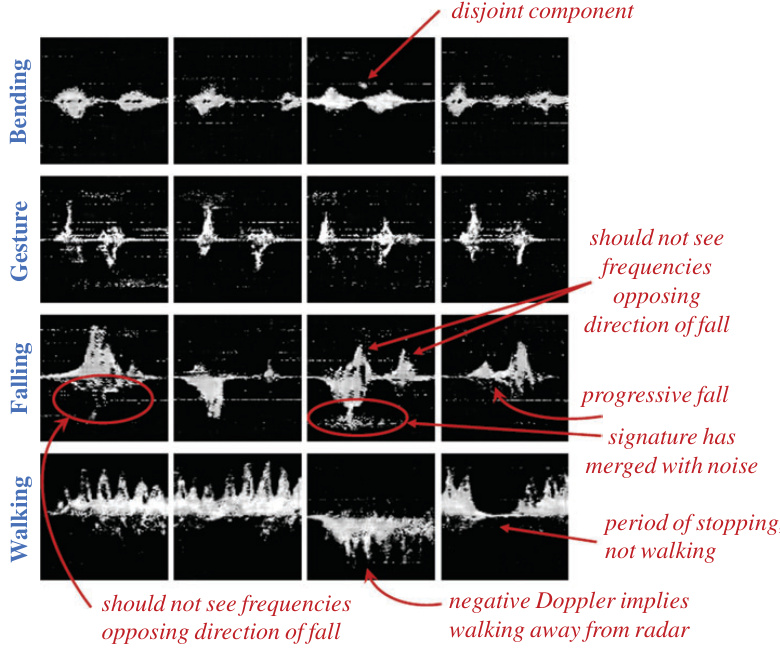 disjoint component
Bending
Gesture
should not see
frequencies
opposing
direction of fall
Falling
progressive fall
signature has
merged with noise
Walking
period of stopping,
not walking
should not see frequencies
opposing direction of fall
negative Doppler implies
walking away from radar